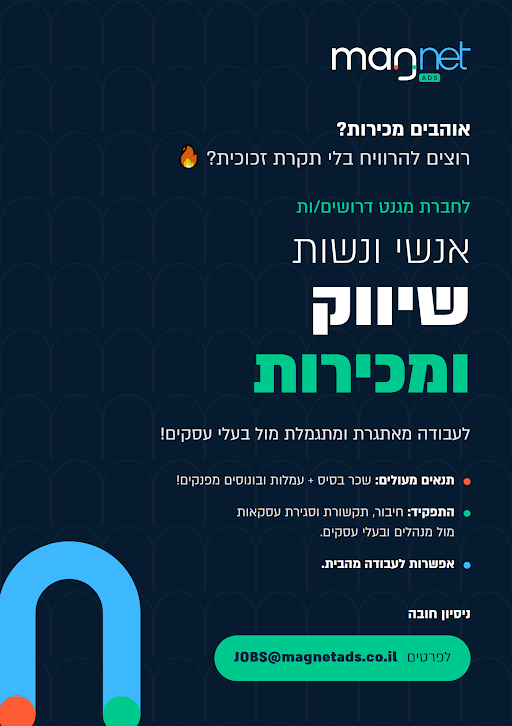 magnet
ADS
אוהבים מכירות?
רוצים להרוויח בלי תקרת זכוכית? 🔥
לחברת מגנט דרושים/ות
אנשי ונשות
שיווק
ומכירות
לעבודה מאתגרת ומתגמלת מול בעלי עסקים!
תנאים מעולים: שכר בסיס + עמלות ובונוסים מפנקים!
התפקיד: חיבור, תקשורת וסגירת עסקאות
מול מנהלים ובעלי עסקים.
אפשרות לעבודה מהבית.
ניסיון חובה
לפרטים JOBS@magnetads.co.il